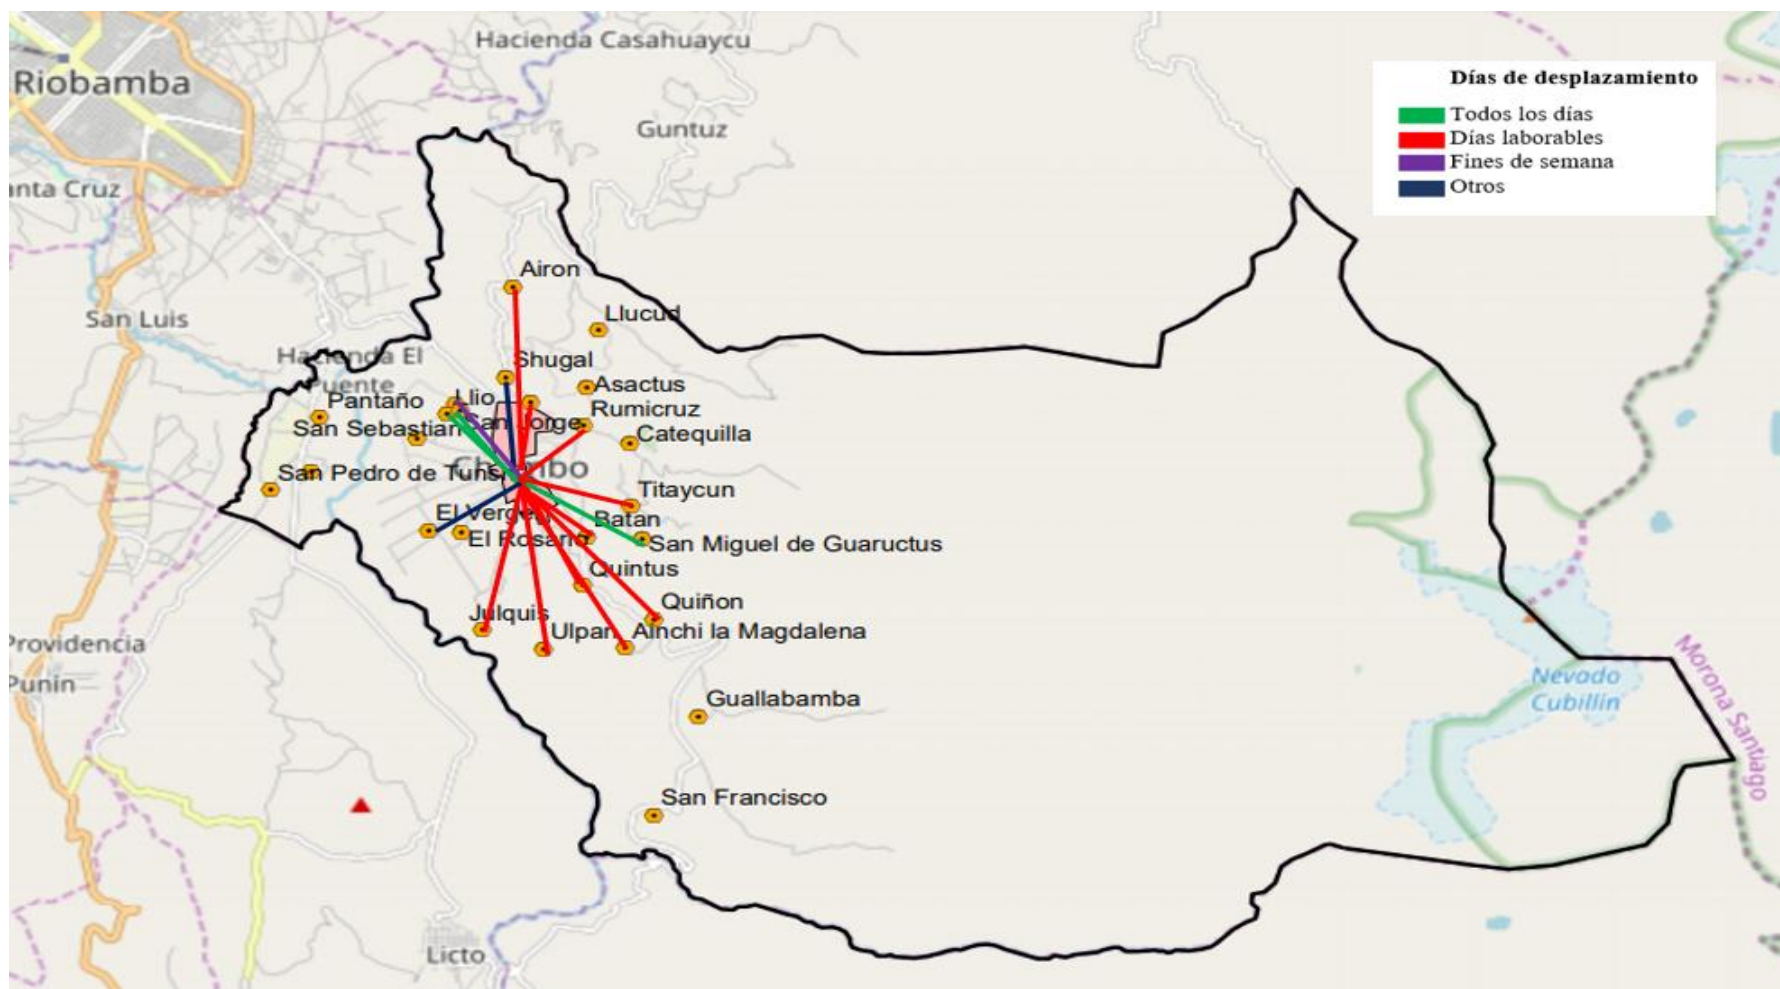 Hacienda Casahuaycu
Riobamba
Días de desplazamiento
Todos los días
Guntuz
Días laborables
Fines de semana
anta Cruz
Otros
Airon
Llucud
San Luis
Hacienda El
Puente
Shugal
Asactus
Pantaño
Llio
Rumicruz
San Sebastian
San Jorge
Catequilla
San Pedro de Tuns
Titaycun
El Vergel
Batan
El Rosario
San Miguel de Guaructus
Quintus
Quiñon
Julquis
Ulpan
Ainchi la Magdalena
Providencia
Punin
Nevado
Cubillín
Morona Santiago
Guallabamba
San Francisco
Licto